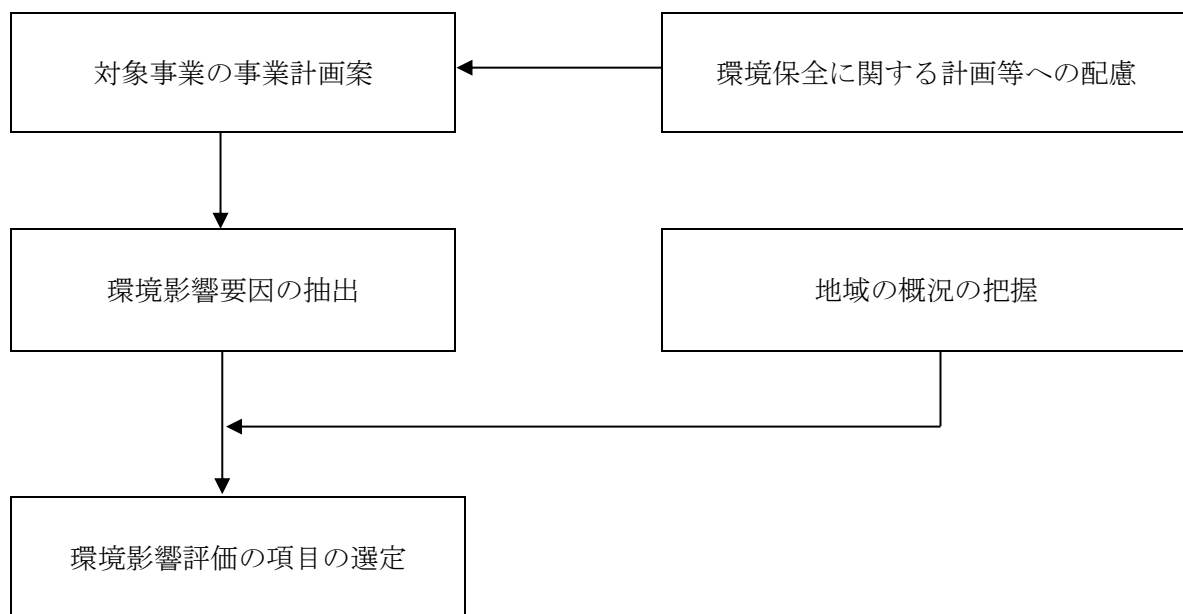 対象事業の事業計画案
環境保全に関する計画等への配慮
環境影響要因の抽出
地域の概況の把握
環境影響評価の項目の選定